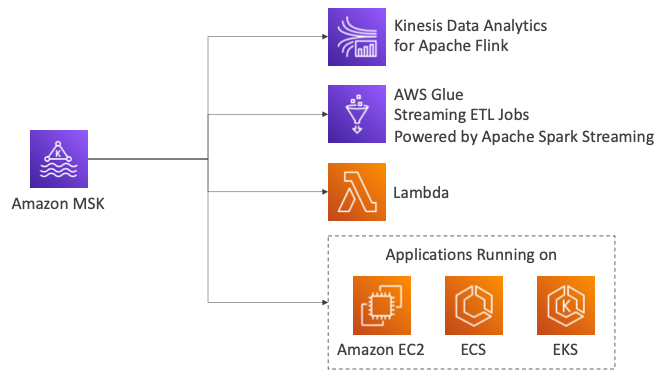 Kinesis Data Analytics
for Apache Flink
AWS Glue
Streaming ETL Jobs
Powered by Apache Spark Streaming
K
Amazon MSK
Lambda
Applications Running on
K
Amazon EC2
ECS
EKS